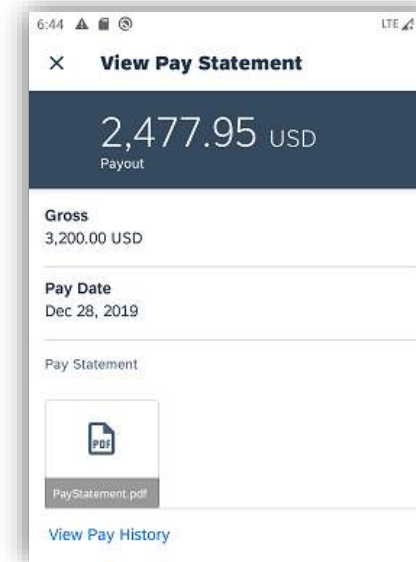 6:44 LTE
View Pay Statement
2,477.95 USD
Payout
Gross
3,200.00 USD
Pay Date
Dec 28, 2019
Pay Statement
PDF
PayStatement.pdf
View Pay History